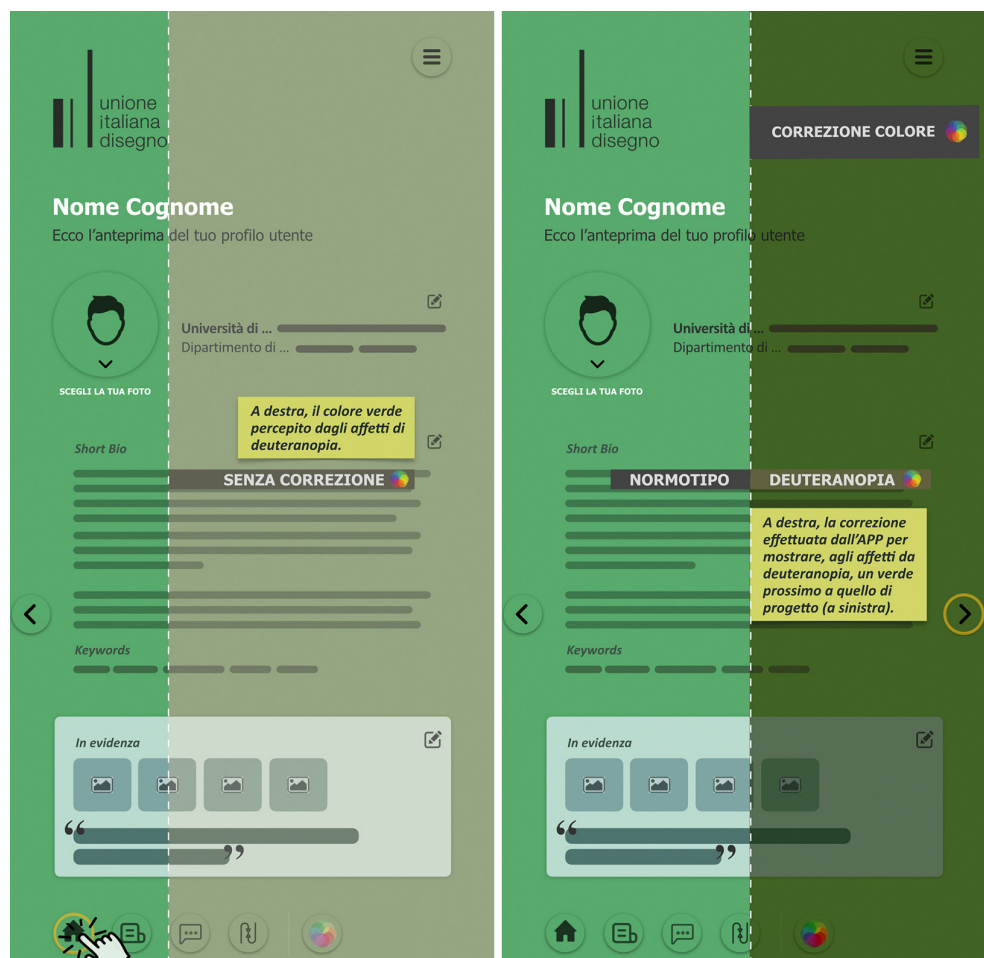 unione
italiana
disegno
Nome Cognome
Ecco l'anteprima del tuo profilo utente
Università di ...
Dipartimento di ...
SCEGLI LA TUA FOTO
A destra, il colore verde
percepito dagli affetti di
deuteranopia.
Short Bio
SENZA CORREZIONE
Keywords
In evidenza
“
”
unione
italiana
disegno
CORREZIONE COLORE
Nome Cognome
Ecco l'anteprima del tuo profilo utente
Università di ...
Dipartimento di ...
SCEGLI LA TUA FOTO
Short Bio
NORMOTIPO
DEUTERANOPIA
A destra, la correzione
effettuata dall'APP per
mostrare, agli affetti da
deuteranopia, un verde
prossimo a quello di
progetto (a sinistra).
Keywords
In evidenza
“
”